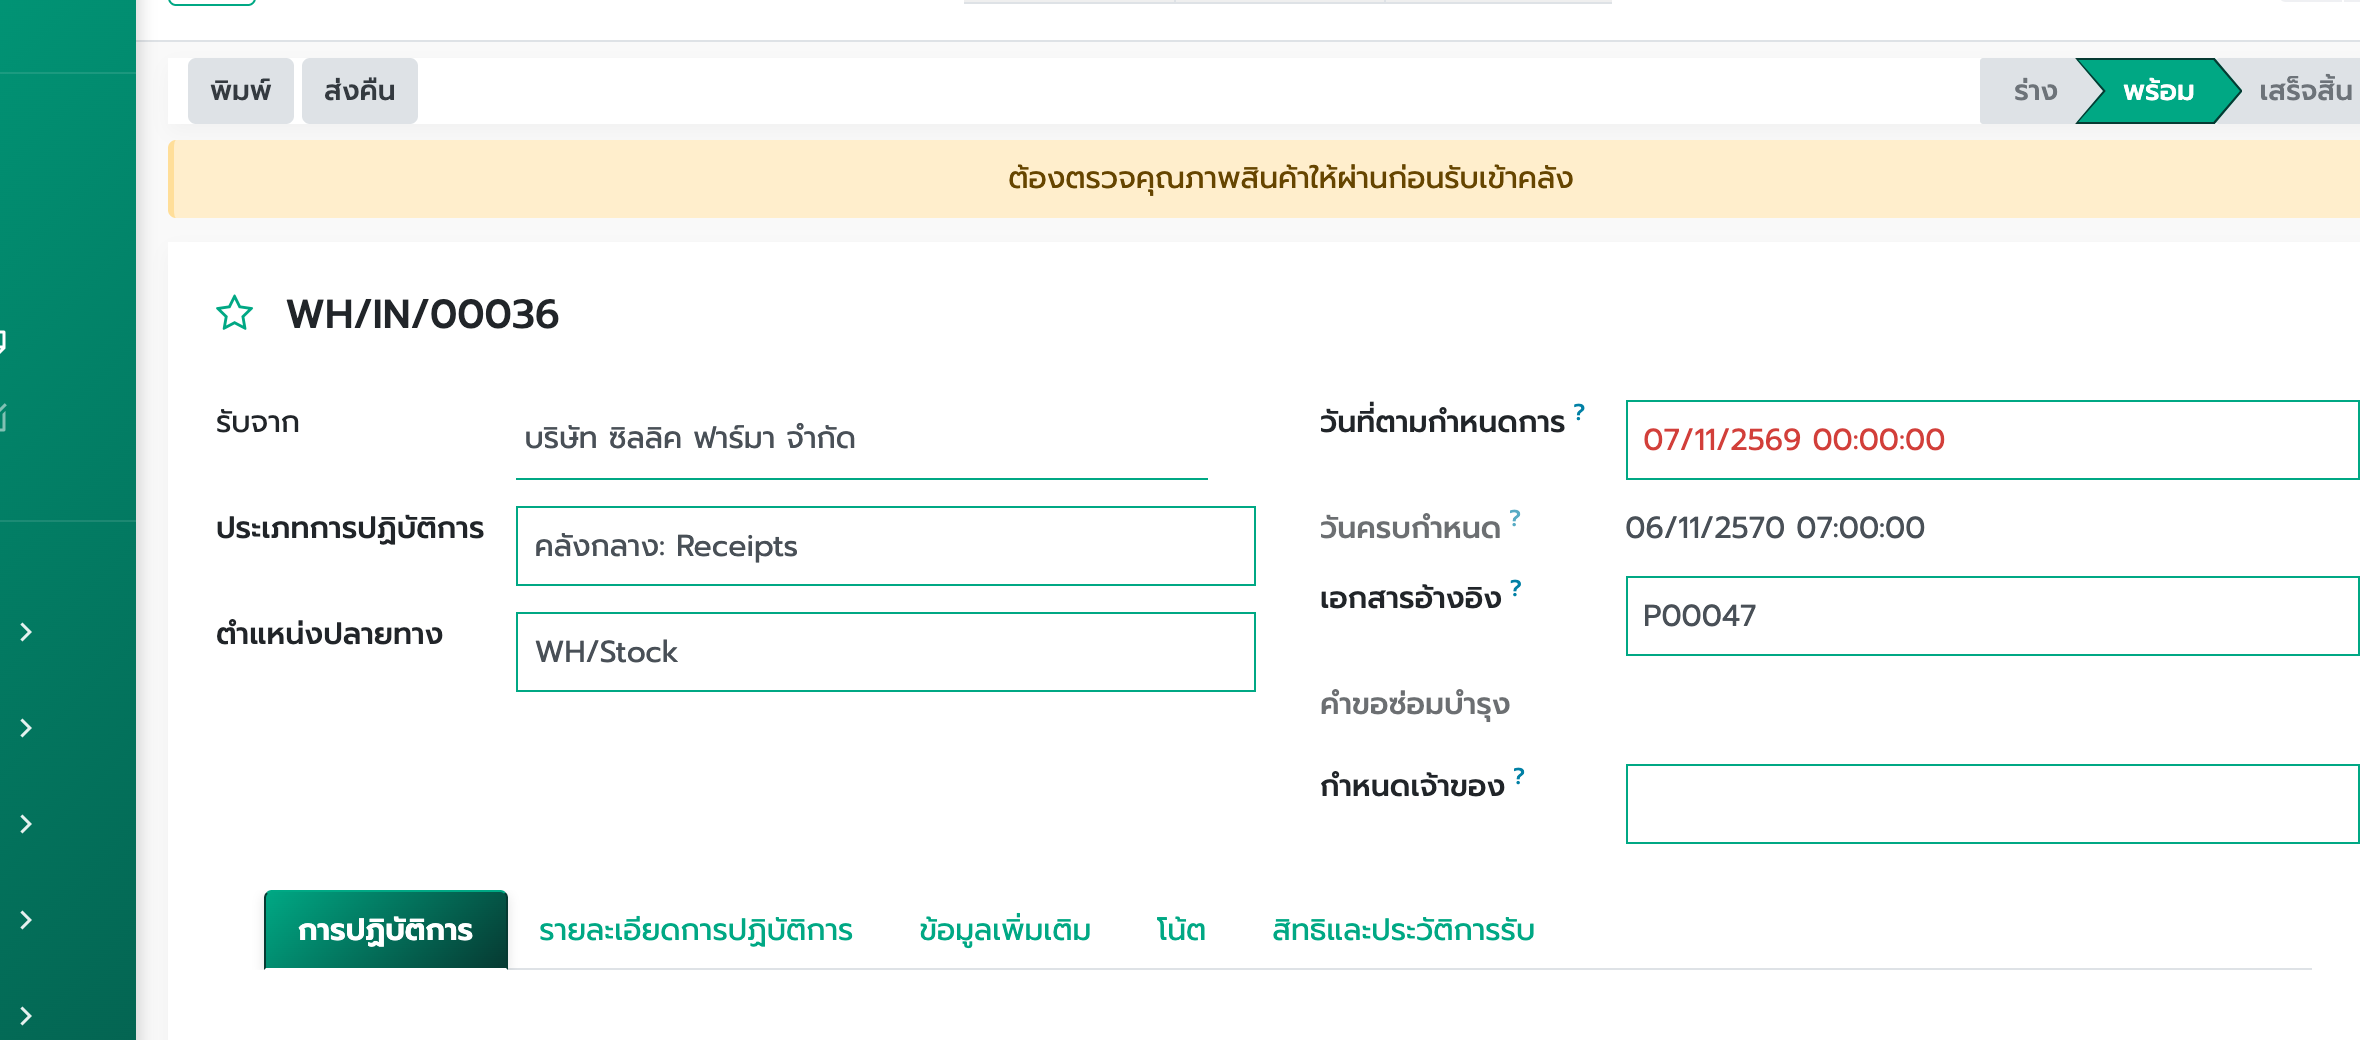 พิมพ์ ส่งคืน ร่าง พร้อม เสร็จสิ้น
ต้องตรวจคุณภาพสินค้าให้ผ่านก่อนรับเข้าคลัง
WH/IN/00036
รับจาก บริษัท ซิลลิค ฟาร์มา จำกัด
ประเภทการปฏิบัติการ คลังกลาง: Receipts
ตำแหน่งปลายทาง WH/Stock
วันที่ตามกำหนดการ ? 07/11/2569 00:00:00
วันครบกำหนด ? 06/11/2570 07:00:00
เอกสารอ้างอิง ? P00047
คำขอซ่อมบำรุง
กำหนดเจ้าของ ?
การปฏิบัติการ รายละเอียดการปฏิบัติการ ข้อมูลเพิ่มเติม โน้ต สิทธิและประวัติการรับ